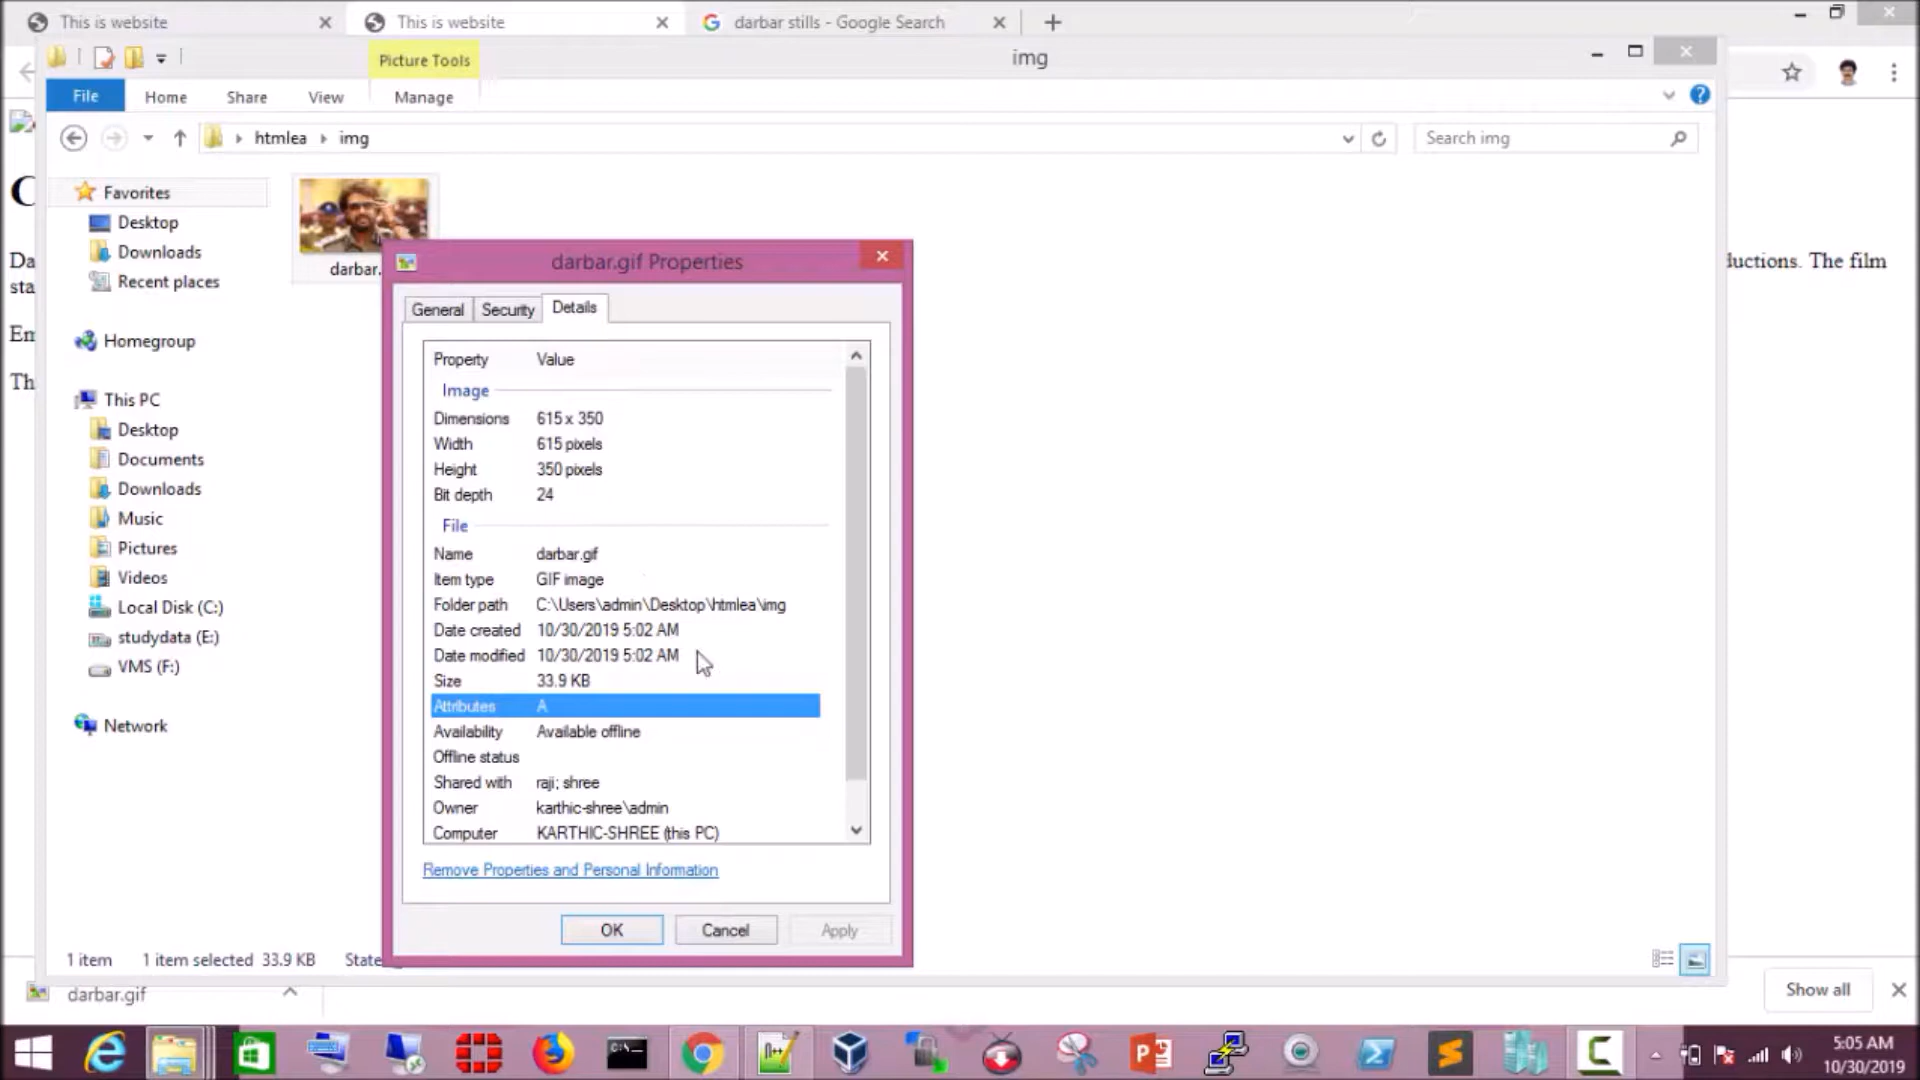 This is website
This is website
darbar stills - Google Search
Picture Tools
img
File
Home
Share
View
Manage
htmlea
img
Search img
Favorites
Desktop
Downloads
Recent places
Homegroup
This PC
Desktop
Documents
Downloads
Music
Pictures
Videos
Local Disk (C:)
studydata (E:)
VMS (F:)
Network
darbar.
C
Da
sta
Em
Th
ductions. The film
darbar.gif Properties
General
Security
Details
Property Value
Image
Dimensions 615 x 350
Width 615 pixels
Height 350 pixels
Bit depth 24
File
Name darbar.gif
Item type GIF image
Folder path C:\Users\admin\Desktop\htmlea\img
Date created 10/30/2019 5:02 AM
Date modified 10/30/2019 5:02 AM
Size 33.9 KB
Attributes A
Availability Available offline
Offline status
Shared with raji; shree
Owner karthic-shree\admin
Computer KARTHIC-SHREE (this PC)
Remove Properties and Personal Information
OK
Cancel
Apply
1 item
1 item selected 33.9 KB
State
darbar.gif
Show all
5:05 AM
10/30/2019